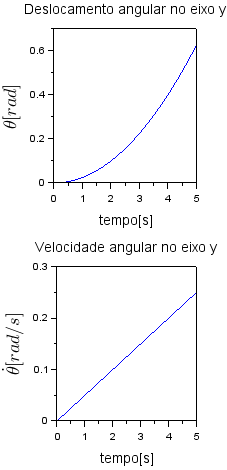 Deslocamento angular no eixo y
0.6
0.4
0.2
0
θ[rad]
0 1 2 3 4 5
tempo[s]
Velocidade angular no eixo y
0.3
0.2
0.1
0
θ̇[rad/s]
0 1 2 3 4 5
tempo[s]